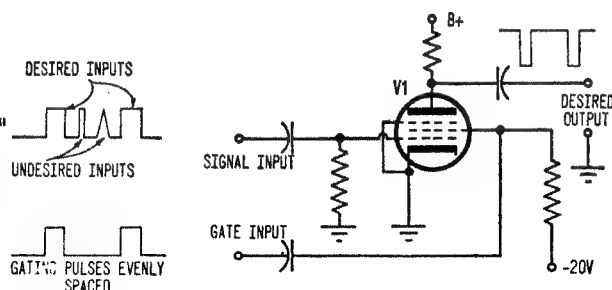 DESIRED INPUTS
UNDESIRED INPUTS
GATING PULSES EVENLY
SPACED
B+
V1
SIGNAL INPUT
GATE INPUT
DESIRED
OUTPUT
-20V